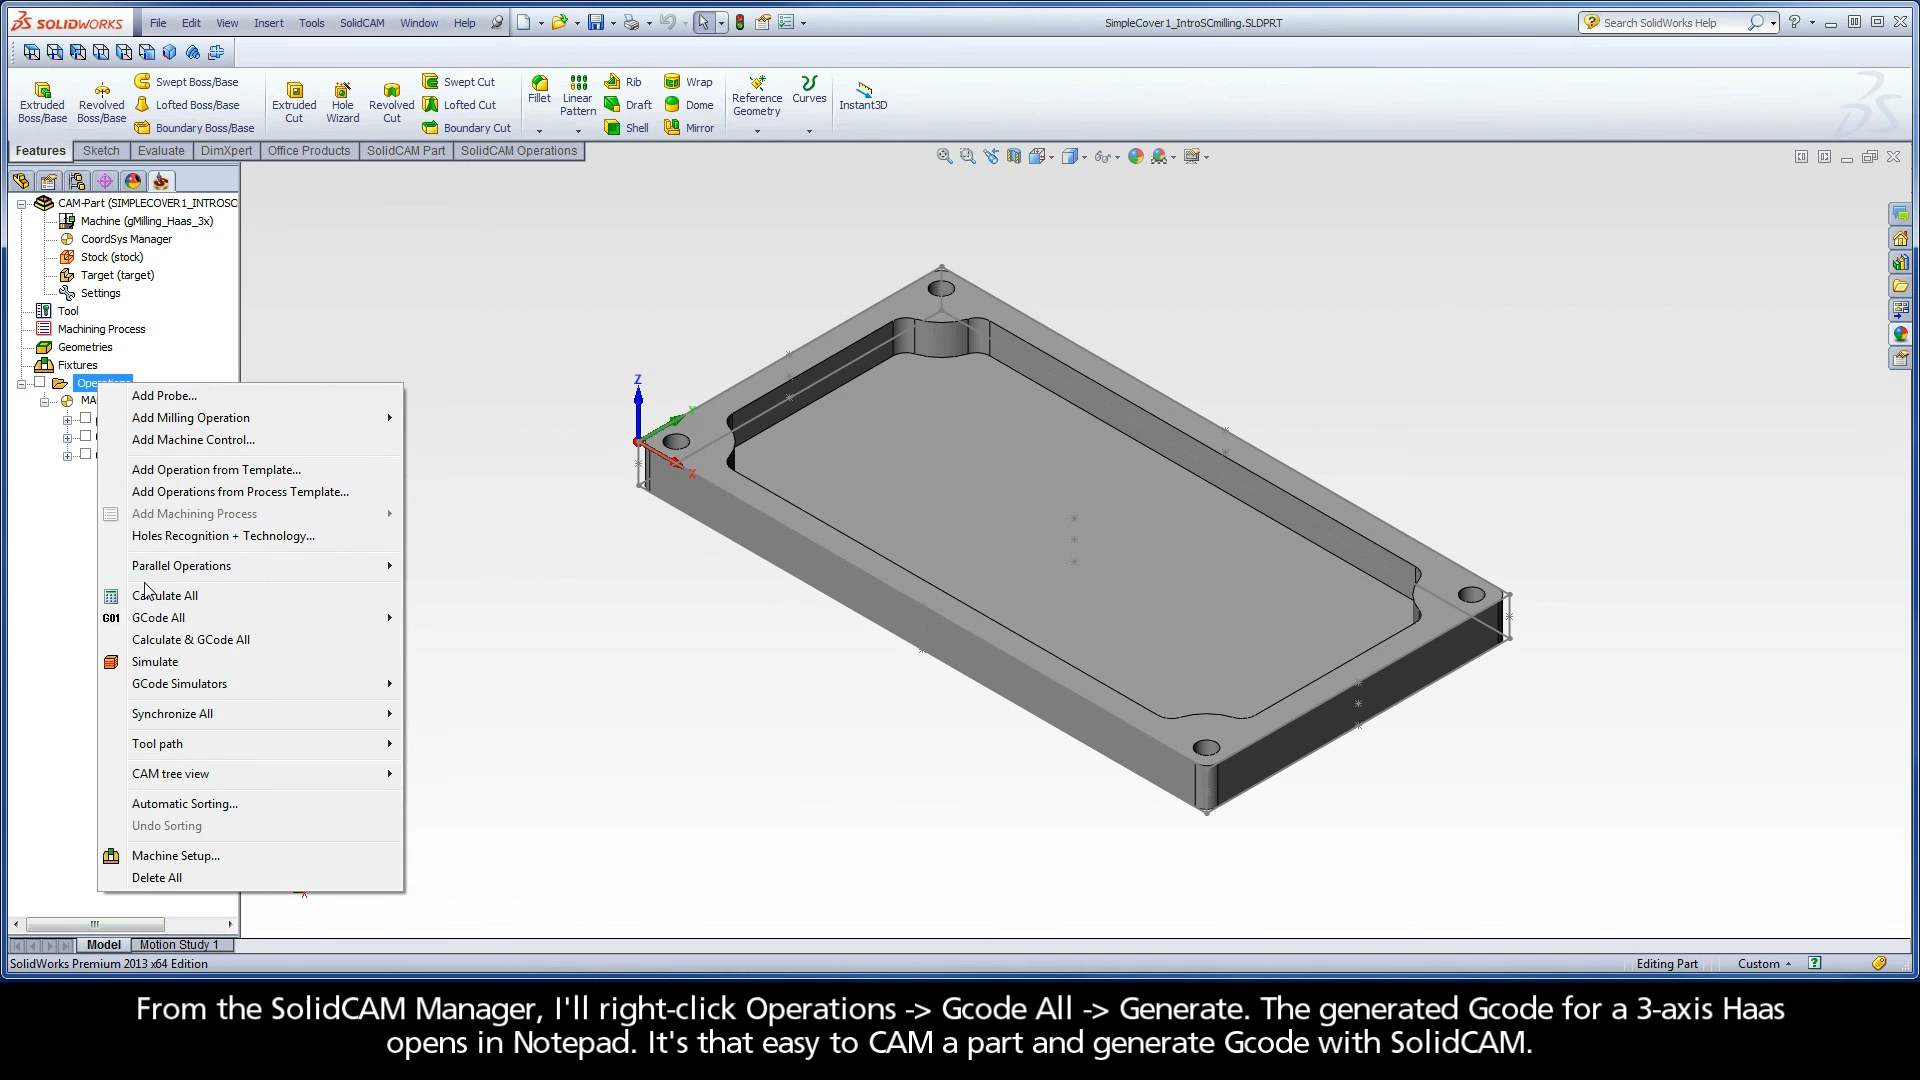 SOLIDWORKS File Edit View Insert Tools SolidCAM Window Help SimpleCover1_IntroSCmilling.SLDPRT Search SolidWorks Help
Extruded Boss/Base
Revolved Boss/Base
Swept Boss/Base
Lofted Boss/Base
Boundary Boss/Base
Extruded Cut
Hole Wizard
Revolved Cut
Swept Cut
Lofted Cut
Boundary Cut
Fillet
Linear Pattern
Rib
Draft
Shell
Wrap
Dome
Mirror
Reference Geometry
Curves
Instant3D
Features Sketch Evaluate DimXpert Office Products SolidCAM Part SolidCAM Operations
CAM-Part (SIMPLECOVER1_INTROSC
Machine (gMilling_Haas_3x)
CoordSys Manager
Stock (stock)
Target (target)
Settings
Tool
Machining Process
Geometries
Fixtures
Operations
MA
Add Probe...
Add Milling Operation
Add Machine Control...
Add Operation from Template...
Add Operations from Process Template...
Add Machining Process
Holes Recognition + Technology...
Parallel Operations
Calculate All
G01 GCode All
Calculate & GCode All
Simulate
GCode Simulators
Synchronize All
Tool path
CAM tree view
Automatic Sorting...
Undo Sorting
Machine Setup...
Delete All
Z
Y
X
X
Model Motion Study 1
SolidWorks Premium 2013 x64 Edition Editing Part Custom
From the SolidCAM Manager, I'll right-click Operations -> Gcode All -> Generate. The generated Gcode for a 3-axis Haas
opens in Notepad. It's that easy to CAM a part and generate Gcode with SolidCAM.